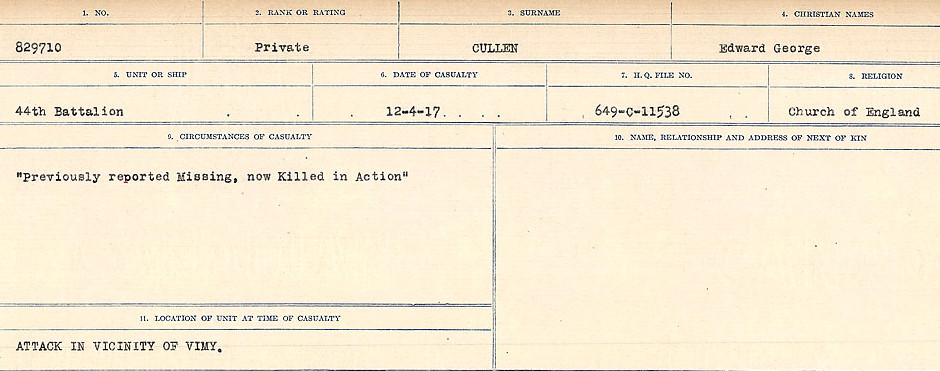 1. NO. 2. RANK OR RATING 3. SURNAME 4. CHRISTIAN NAMES
829710 Private CULLEN Edward George
5. UNIT OR SHIP 6. DATE OF CASUALTY 7. H.Q. FILE NO. 8. RELIGION
44th Battalion . . . 12-4-17. . . . 649-C-11538 . . Church of England
9. CIRCUMSTANCES OF CASUALTY 10. NAME, RELATIONSHIP AND ADDRESS OF NEXT OF KIN
"Previously reported Missing, now Killed in Action"
11. LOCATION OF UNIT AT TIME OF CASUALTY
ATTACK IN VICINITY OF VIMY.